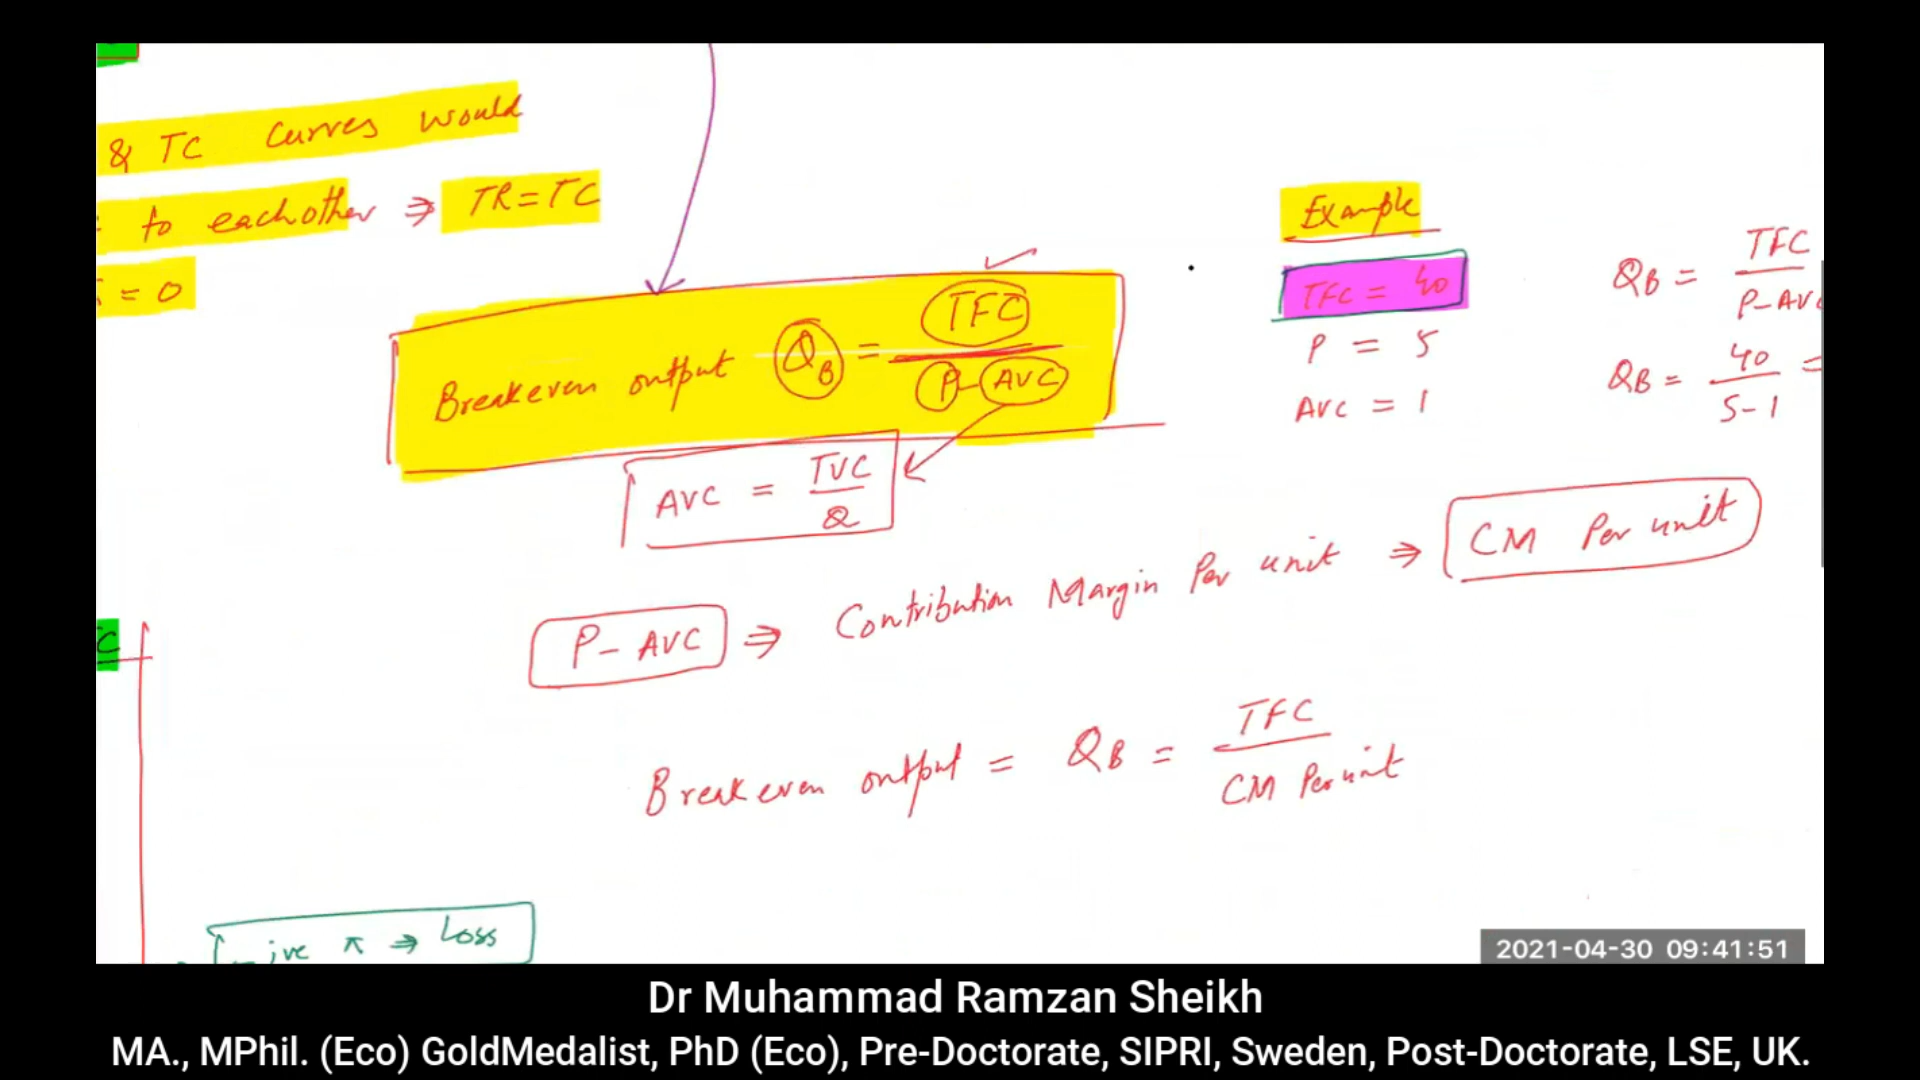 & TC Curves would
to eachother ⇒ TR=TC
= 0
Breakeven output QB = TFC / P-AVC
AVC = TVC / Q
Example
TFC = 40
P = 5
AVC = 1
QB = TFC / P-AVC
QB = 40 / 5-1 =
P- AVC ⇒ Contribution Margin Per unit ⇒ CM Per unit
Breakeven output = QB = TFC / CM Per unit
C
-ive π ⇒ Loss
2021-04-30 09:41:51
Dr Muhammad Ramzan Sheikh
MA., MPhil. (Eco) GoldMedalist, PhD (Eco), Pre-Doctorate, SIPRI, Sweden, Post-Doctorate, LSE, UK.